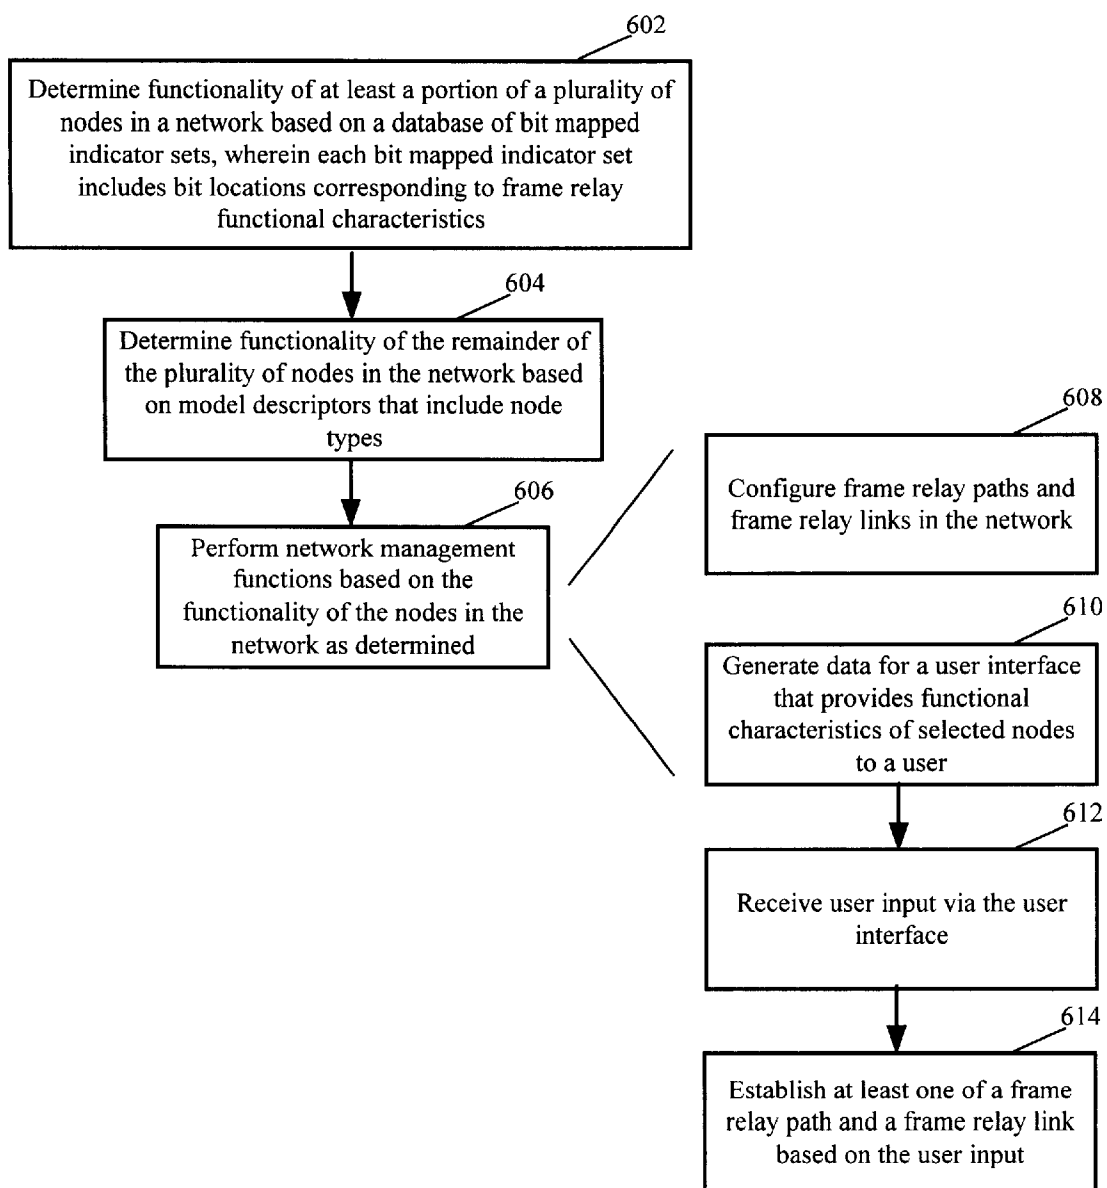 602
Determine functionality of at least a portion of a plurality of
nodes in a network based on a database of bit mapped
indicator sets, wherein each bit mapped indicator set
includes bit locations corresponding to frame relay
functional characteristics
604
Determine functionality of the remainder of
the plurality of nodes in the network based
on model descriptors that include node
types
606
Perform network management
functions based on the
functionality of the nodes in the
network as determined
608
Configure frame relay paths and
frame relay links in the network
610
Generate data for a user interface
that provides functional
characteristics of selected nodes
to a user
612
Receive user input via the user
interface
614
Establish at least one of a frame
relay path and a frame relay link
based on the user input